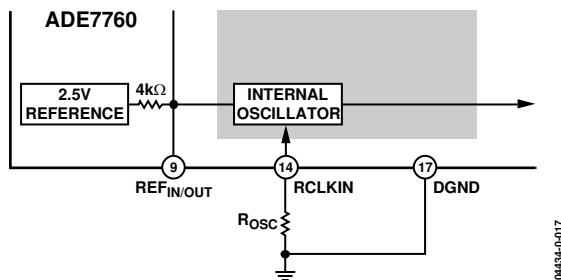 ADE7760
2.5V
REFERENCE
4kΩ
INTERNAL
OSCILLATOR
9
14
17
REFIN/OUT
RCLKIN
DGND
ROSC
04434-0-017